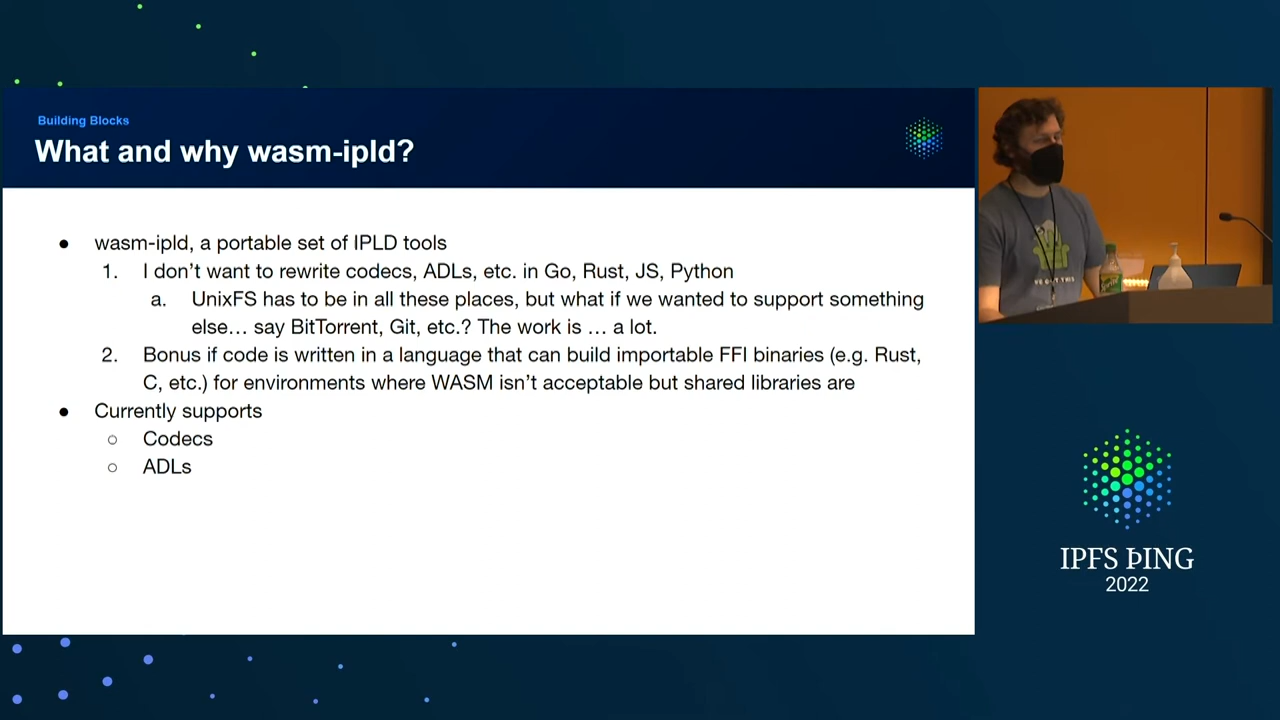 Building Blocks
What and why wasm-ipld?
● wasm-ipld, a portable set of IPLD tools
1. I don't want to rewrite codecs, ADLs, etc. in Go, Rust, JS, Python
a. UnixFS has to be in all these places, but what if we wanted to support something
else… say BitTorrent, Git, etc.? The work is … a lot.
2. Bonus if code is written in a language that can build importable FFI binaries (e.g. Rust,
C, etc.) for environments where WASM isn't acceptable but shared libraries are
● Currently supports
○ Codecs
○ ADLs
IPFS ÞING
2022